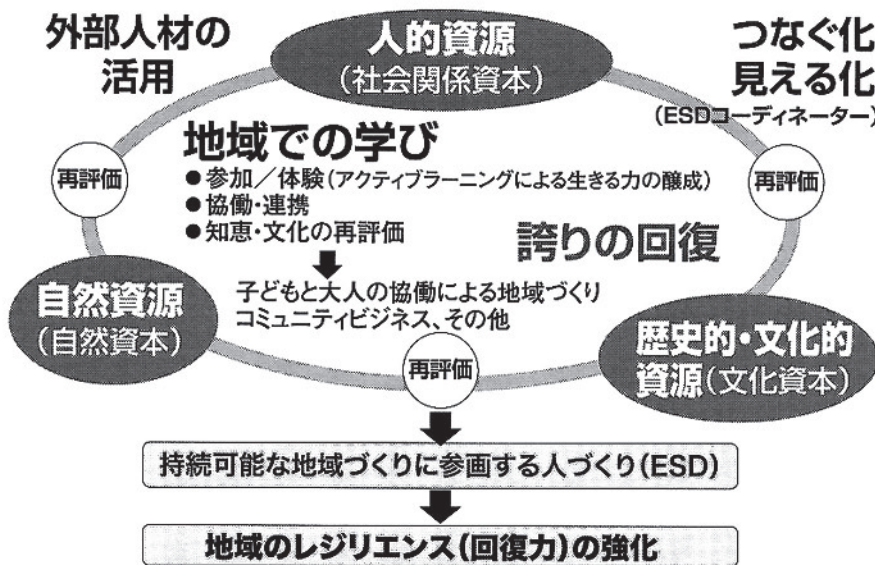 外部人材の
活用
人的資源
(社会関係資本)
つなぐ化
見える化
(ESDコーディネーター)
再評価
地域での学び
●参加/体験(アクティブラーニングによる生きる力の醸成)
●協働・連携
●知恵・文化の再評価
再評価
誇りの回復
子どもと大人の協働による地域づくり
コミュニティビジネス、その他
自然資源
(自然資本)
再評価
歴史的・文化的
資源(文化資本)
持続可能な地域づくりに参画する人づくり(ESD)
地域のレジリエンス(回復力)の強化